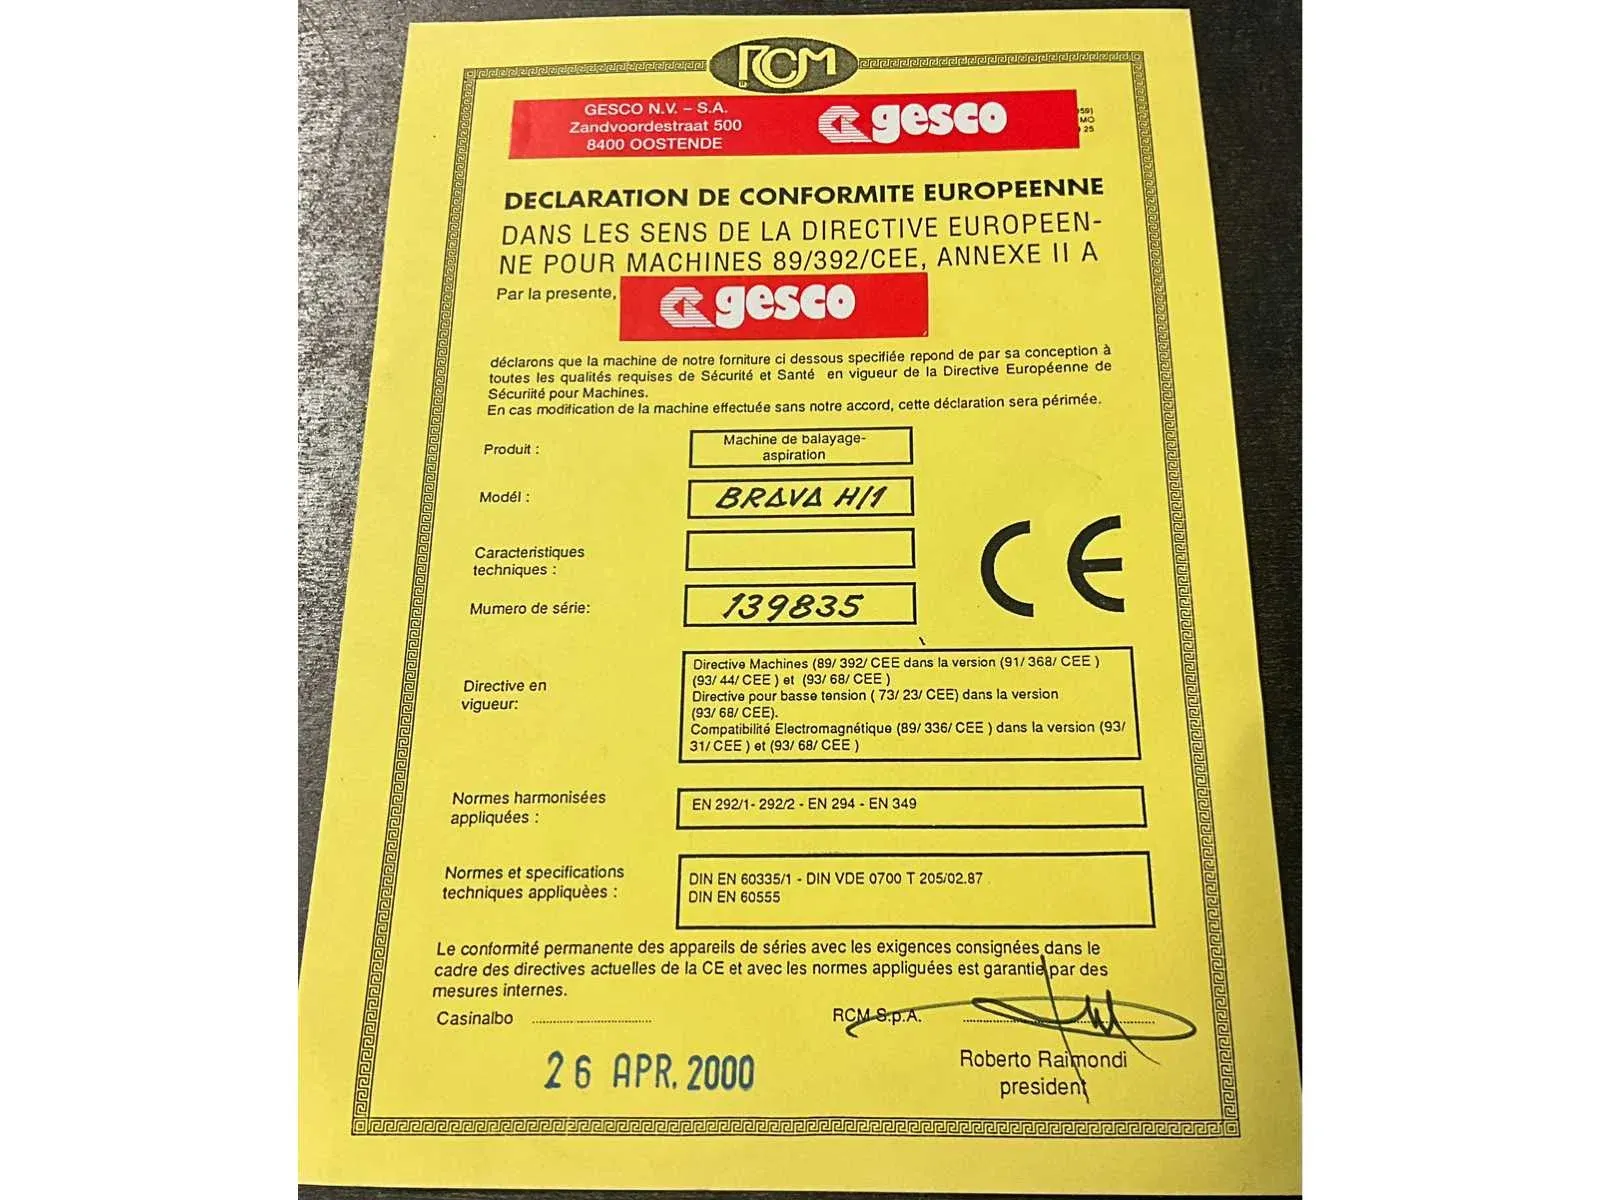 RCM
GESCO N.V. – S.A.
Zandvoordestraat 500
8400 OOSTENDE
gesco
MO
25
DECLARATION DE CONFORMITE EUROPEENNE
DANS LES SENS DE LA DIRECTIVE EUROPEEN-
NE POUR MACHINES 89/392/CEE, ANNEXE II A
Par la presente,
gesco
déclarons que la machine de notre forniture ci dessous specifiée repond de par sa conception à
toutes les qualités requises de Sécurité et Santé en vigueur de la Directive Européenne de
Sécuriité pour Machines.
En cas modification de la machine effectuée sans notre accord, cette déclaration sera périmée.
Produit :
Machine de balayage-
aspiration
Modél :
BRAVA H/1
Caracteristiques
techniques :
CE
Mumero de série:
139835
Directive en
vigueur:
Directive Machines (89/ 392/ CEE dans la version (91/ 368/ CEE )
(93/ 44/ CEE ) et (93/ 68/ CEE )
Directive pour basse tension ( 73/ 23/ CEE) dans la version
(93/ 68/ CEE).
Compatibilité Electromagnétique (89/ 336/ CEE ) dans la version (93/
31/ CEE ) et (93/ 68/ CEE )
Normes harmonisées
appliquées :
EN 292/1- 292/2 - EN 294 - EN 349
Normes et specifications
techniques appliquèes :
DIN EN 60335/1 - DIN VDE 0700 T 205/02.87
DIN EN 60555
Le conformité permanente des appareils de séries avec les exigences consignées dans le
cadre des directives actuelles de la CE et avec les normes appliguées est garantie par des
mesures internes.
Casinalbo
RCM S.p.A.
26 APR. 2000
Roberto Raimondi
president